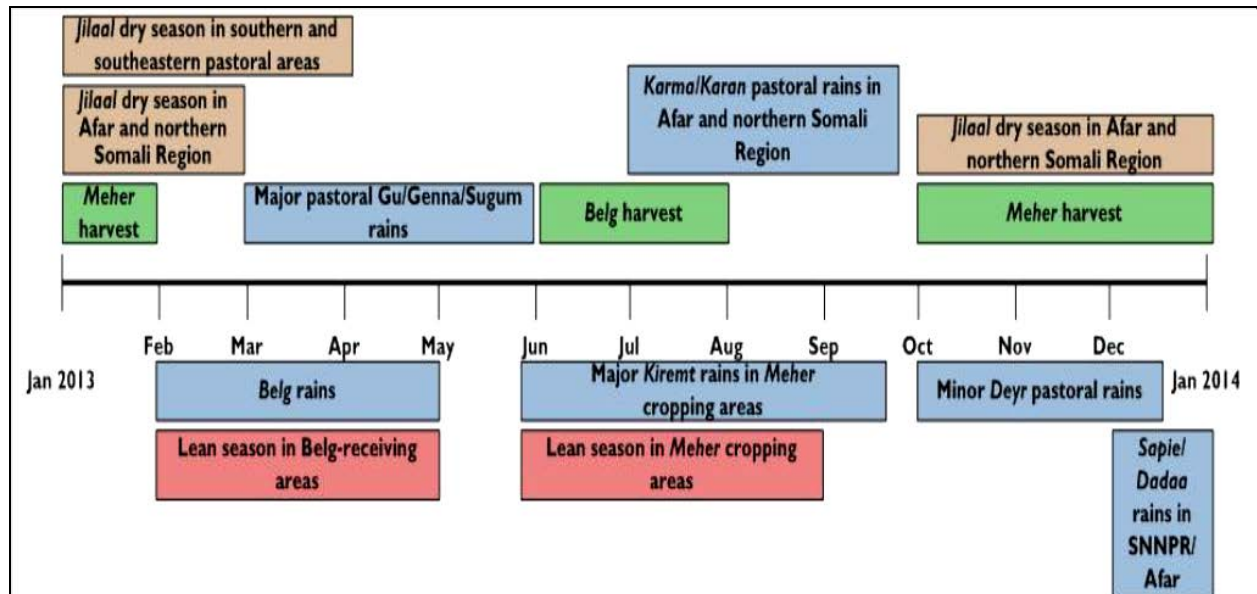 Jilaal dry season in southern and
southeastern pastoral areas
Jilaal dry season in
Afar and northern
Somali Region
Karma/Karan pastoral rains in
Afar and northern Somali
Region
Jilaal dry season in Afar and
northern Somali Region
Meher
harvest
Major pastoral Gu/Genna/Sugum
rains
Belg harvest
Meher harvest
Jan 2013
Feb
Mar
Apr
May
Jun
Jul
Aug
Sep
Oct
Nov
Dec
Jan 2014
Belg rains
Major Kiremt rains in Meher
cropping areas
Minor Deyr pastoral rains
Lean season in Belg-receiving
areas
Lean season in Meher cropping
areas
Sapie/
Dadaa
rains in
SNNPR/
Afar